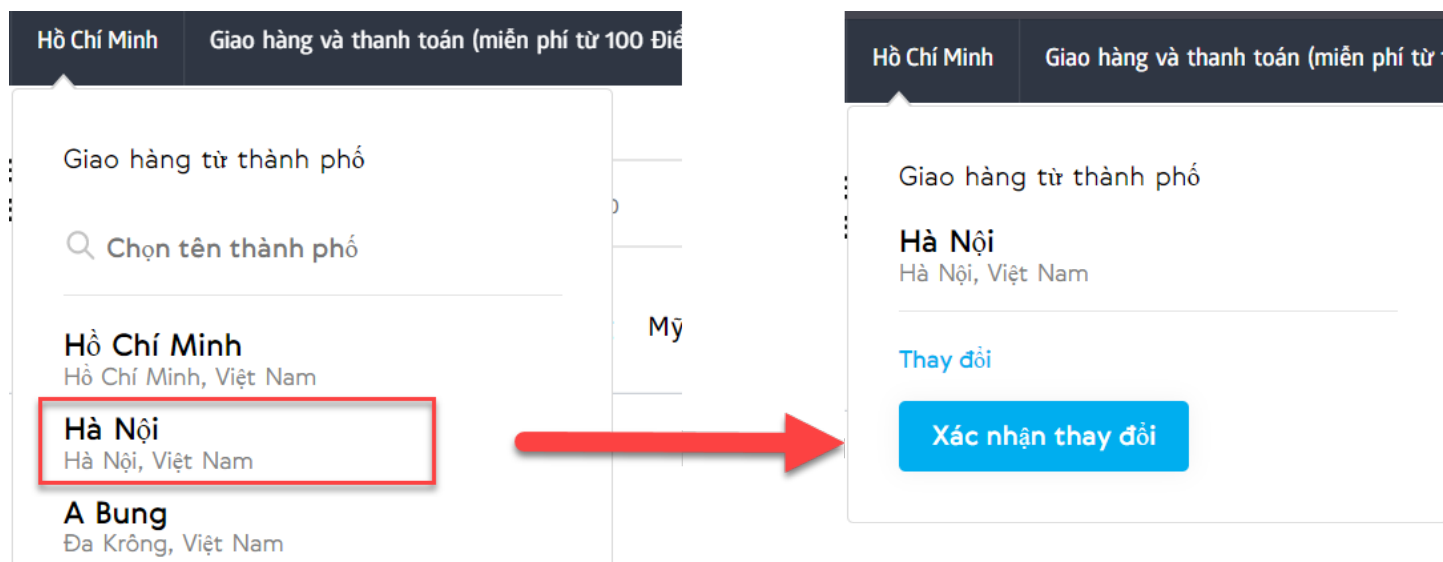 Hồ Chí Minh
Giao hàng và thanh toán (miễn phí từ 100
Giao hàng từ thành phố
Chọn tên thành phố
Hồ Chí Minh
Hồ Chí Minh, Việt Nam
Hà Nội
Hà Nội, Việt Nam
A Bung
Đa Krông, Việt Nam
Mỹ
Hồ Chí Minh
Giao hàng và thanh toán (miễn phí từ
Giao hàng từ thành phố
Hà Nội
Hà Nội, Việt Nam
Thay đổi
Xác nhận thay đổi